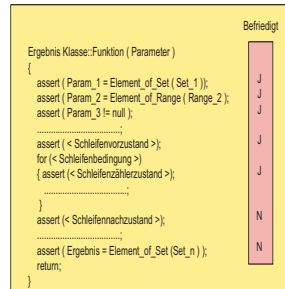 Befriedigt
Ergebnis Klasse::Funktion ( Parameter )
{
assert ( Param_1 = Element_of_Set ( Set_1 )); J
assert ( Param_2 = Element_of_Range ( Range_2 ); J
assert ( Param_3 != null ); J
................................;
assert ( < Schleifenvorzustand >); J
for (< Schleifenbedingung >)
{ assert (< Schleifenzählerzustand >); J
................................;
}
assert (< Schleifennachzustand >); N
................................;
assert ( Ergebnis = Element_of_Set (Set_n ) ); N
return;
}